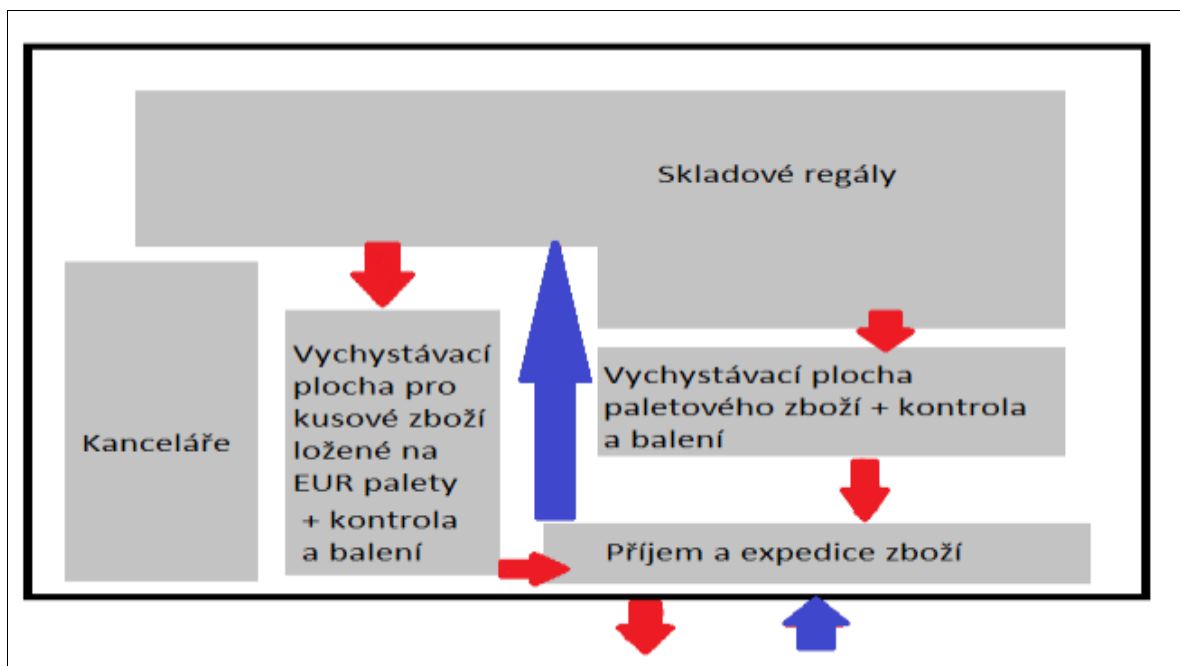 Skladové regály
Kanceláře
Vychystávací
plocha pro
kusové zboží
ložené na
EUR palety
+ kontrola
a balení
Vychystávací plocha
paletového zboží + kontrola
a balení
Příjem a expedice zboží